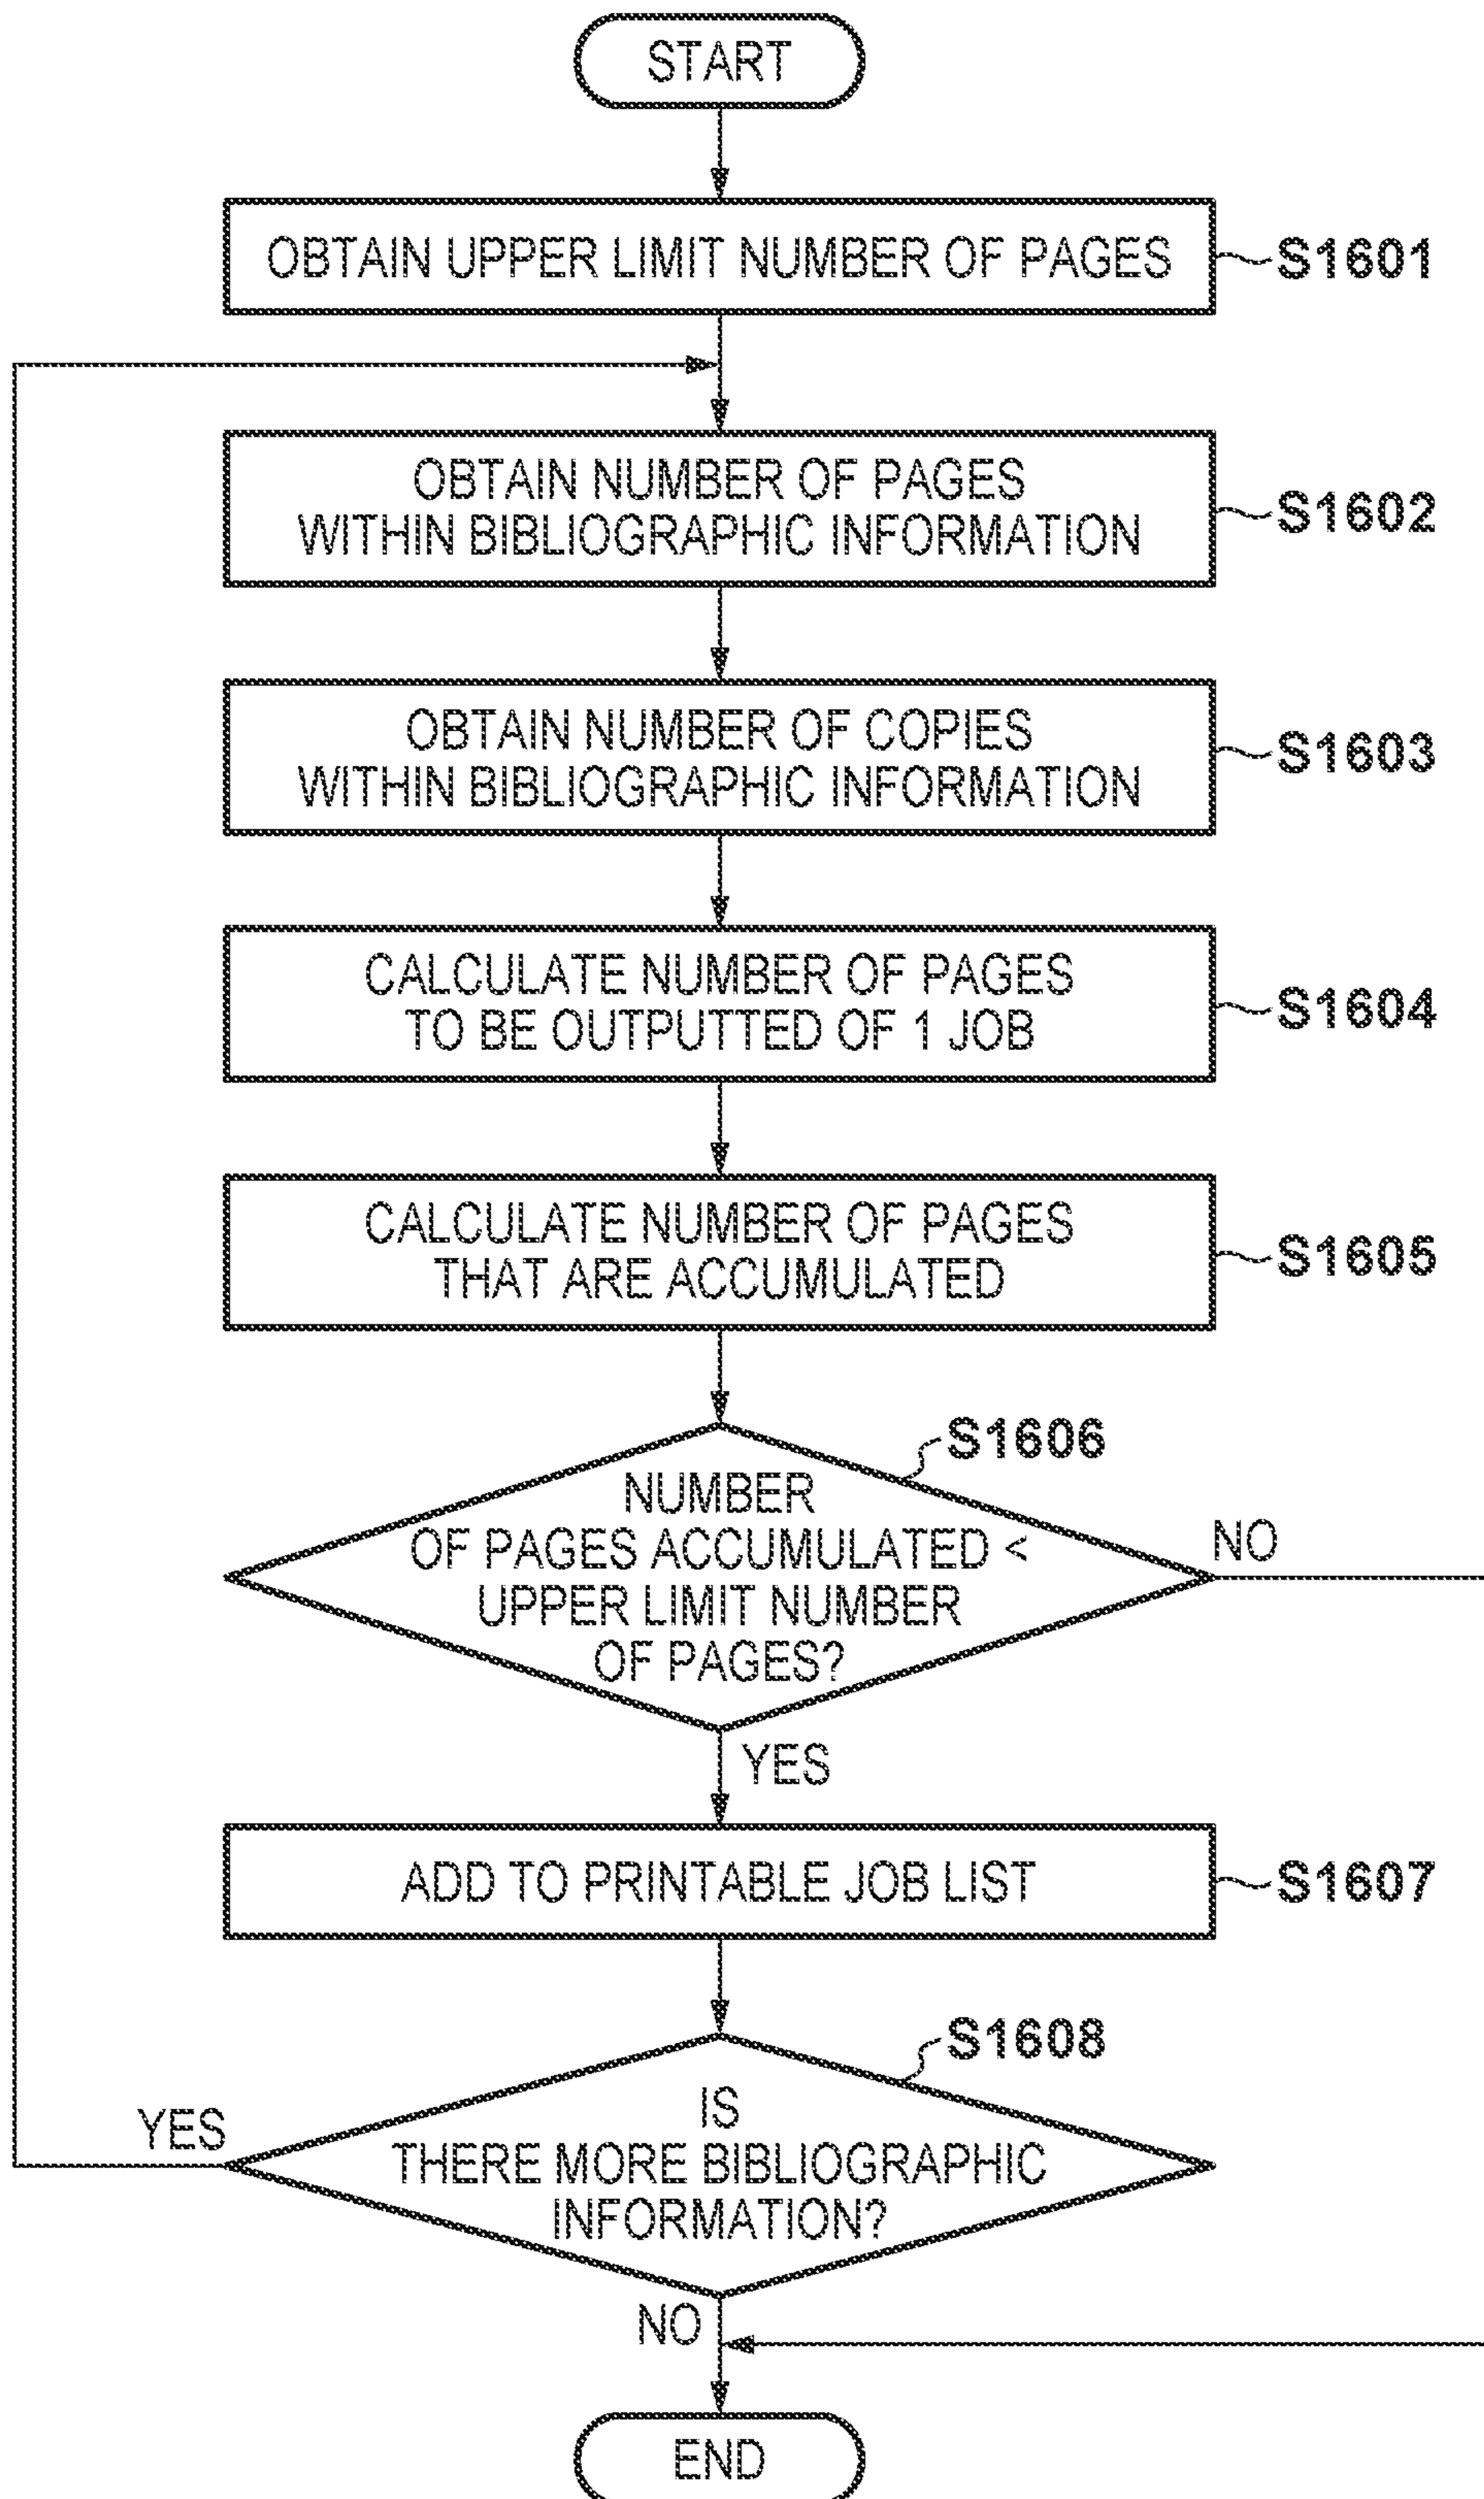 START
OBTAIN UPPER LIMIT NUMBER OF PAGES
S1601
OBTAIN NUMBER OF PAGES
WITHIN BIBLIOGRAPHIC INFORMATION
S1602
OBTAIN NUMBER OF COPIES
WITHIN BIBLIOGRAPHIC INFORMATION
S1603
CALCULATE NUMBER OF PAGES
TO BE OUTPUTTED OF 1 JOB
S1604
CALCULATE NUMBER OF PAGES
THAT ARE ACCUMULATED
S1605
S1606
NUMBER
OF PAGES ACCUMULATED <
UPPER LIMIT NUMBER
OF PAGES?
NO
YES
ADD TO PRINTABLE JOB LIST
S1607
S1608
IS
THERE MORE BIBLIOGRAPHIC
INFORMATION?
YES
NO
END